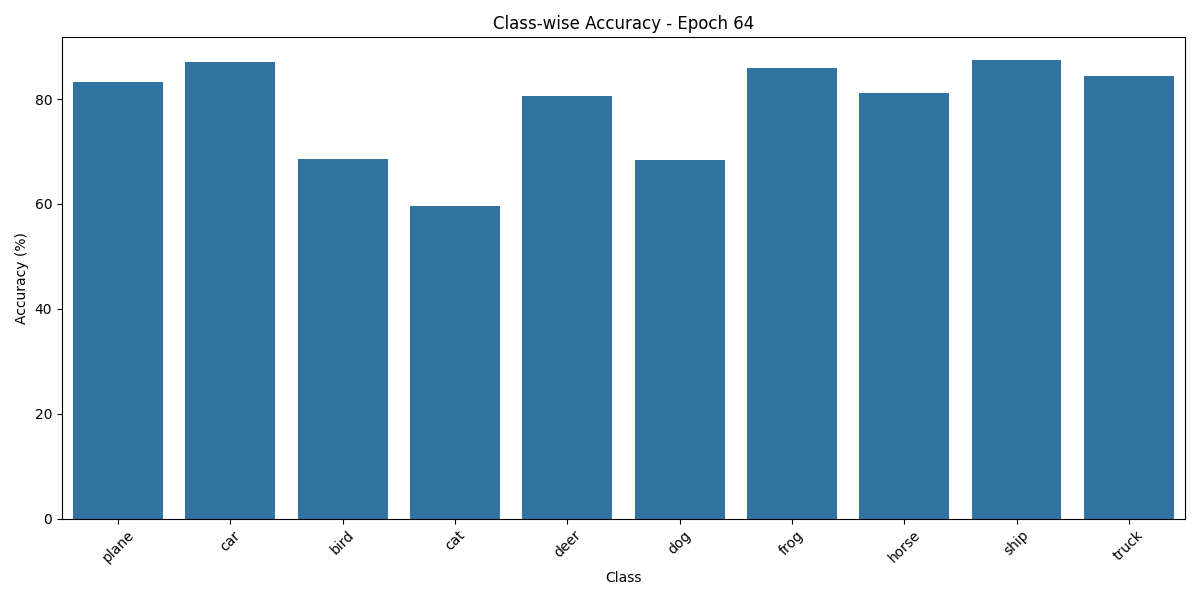 Class-wise Accuracy - Epoch 64
Accuracy (%)
80
60
40
20
0
plane
car
bird
cat
deer
dog
frog
horse
ship
truck
Class